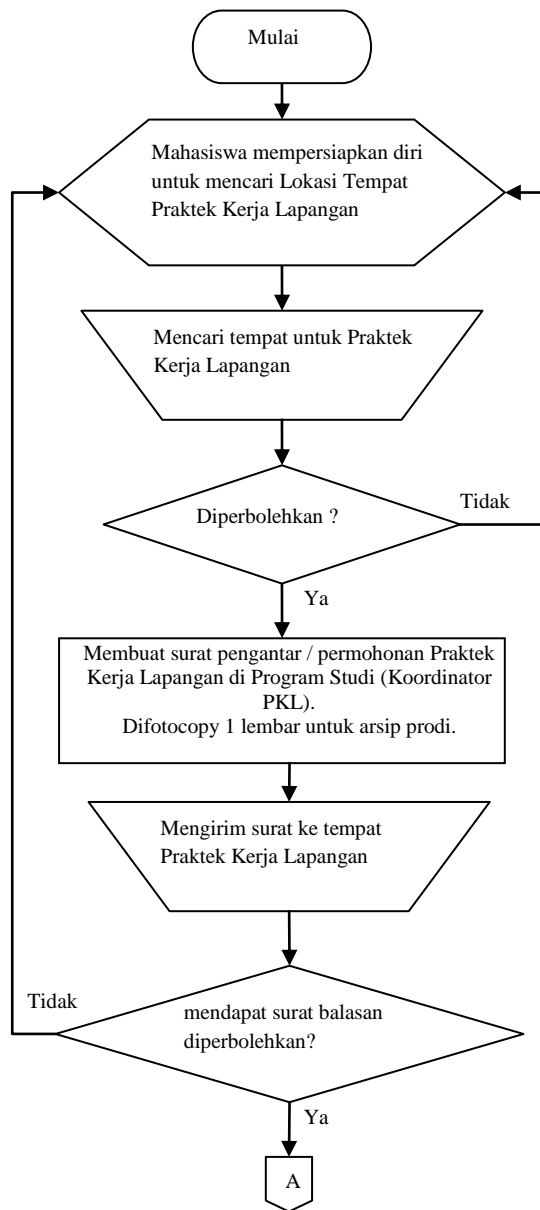 Mulai
Mahasiswa mempersiapkan diri
untuk mencari Lokasi Tempat
Praktek Kerja Lapangan
Mencari tempat untuk Praktek
Kerja Lapangan
Diperbolehkan ?
Tidak
Ya
Membuat surat pengantar / permohonan Praktek
Kerja Lapangan di Program Studi (Koordinator
PKL).
Difotocopy 1 lembar untuk arsip prodi.
Mengirim surat ke tempat
Praktek Kerja Lapangan
Tidak
mendapat surat balasan
diperbolehkan?
Ya
A